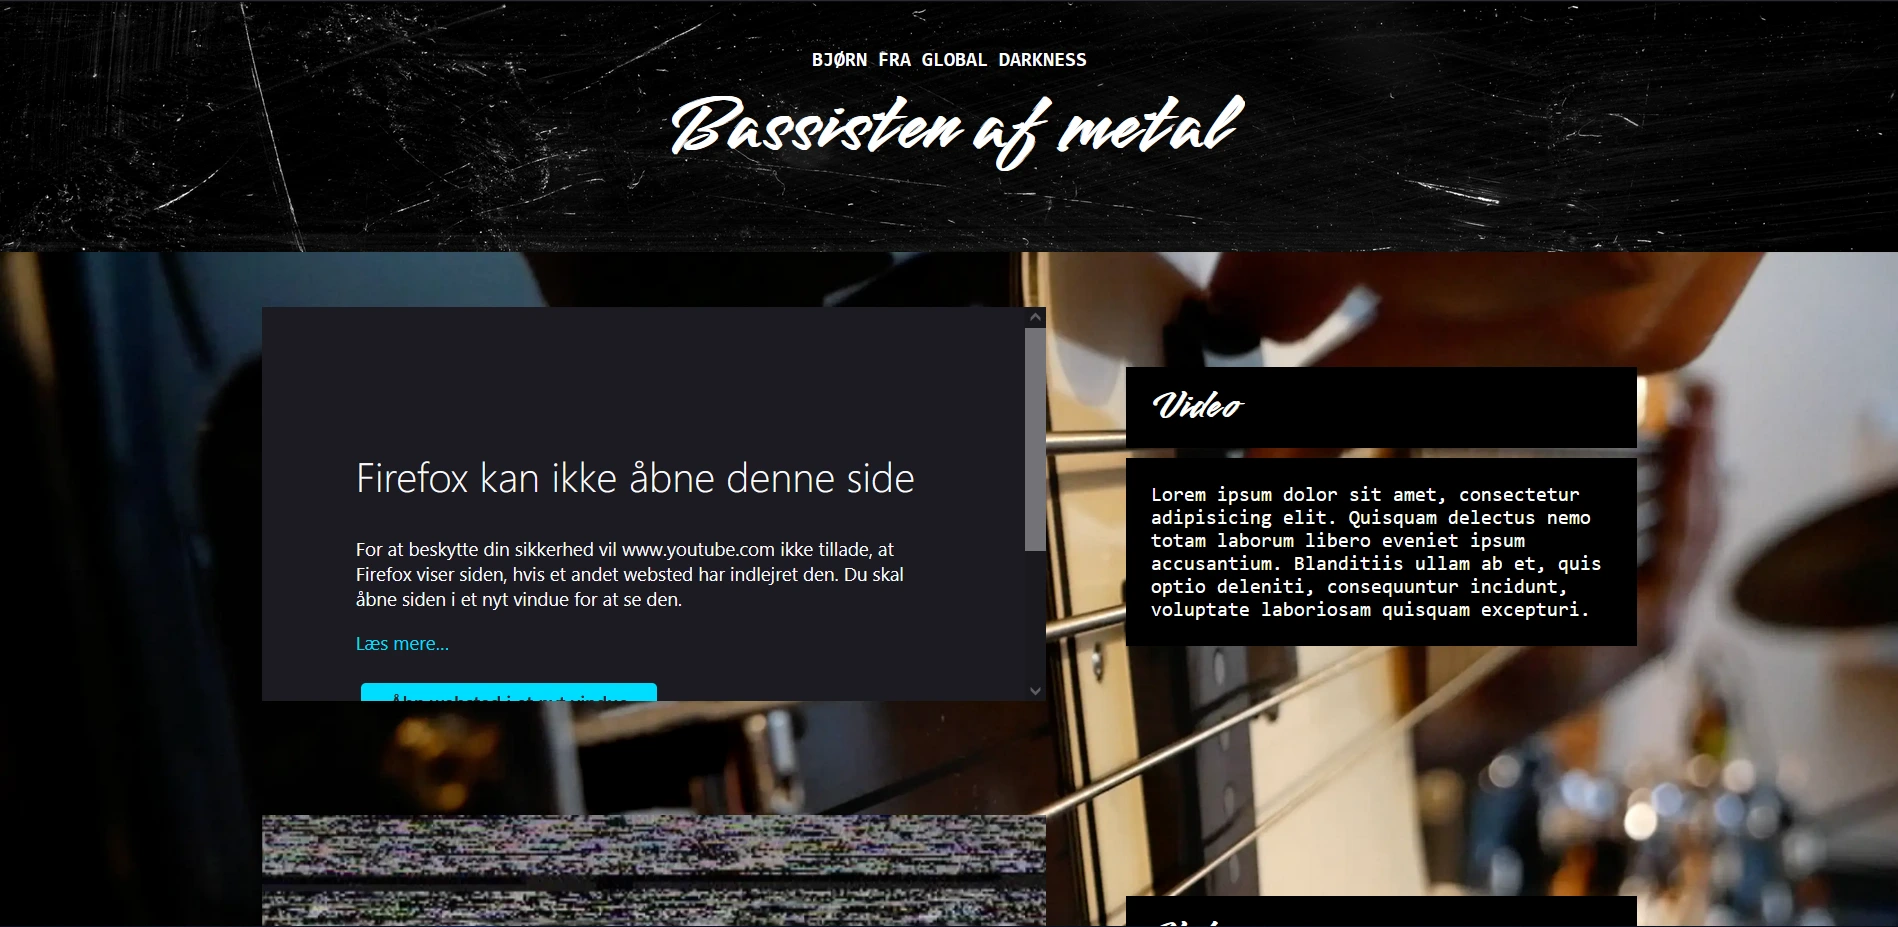 BJØRN FRA GLOBAL DARKNESS
Bassisten af metal
Firefox kan ikke åbne denne side
For at beskytte din sikkerhed vil www.youtube.com ikke tillade, at
Firefox viser siden, hvis et andet websted har indlejret den. Du skal
åbne siden i et nyt vindue for at se den.
Læs mere...
Video
Lorem ipsum dolor sit amet, consectetur
adipisicing elit. Quisquam delectus nemo
totam laborum libero eveniet ipsum
accusantium. Blanditiis ullam ab et, quis
optio deleniti, consequuntur incidunt,
voluptate laboriosam quisquam excepturi.